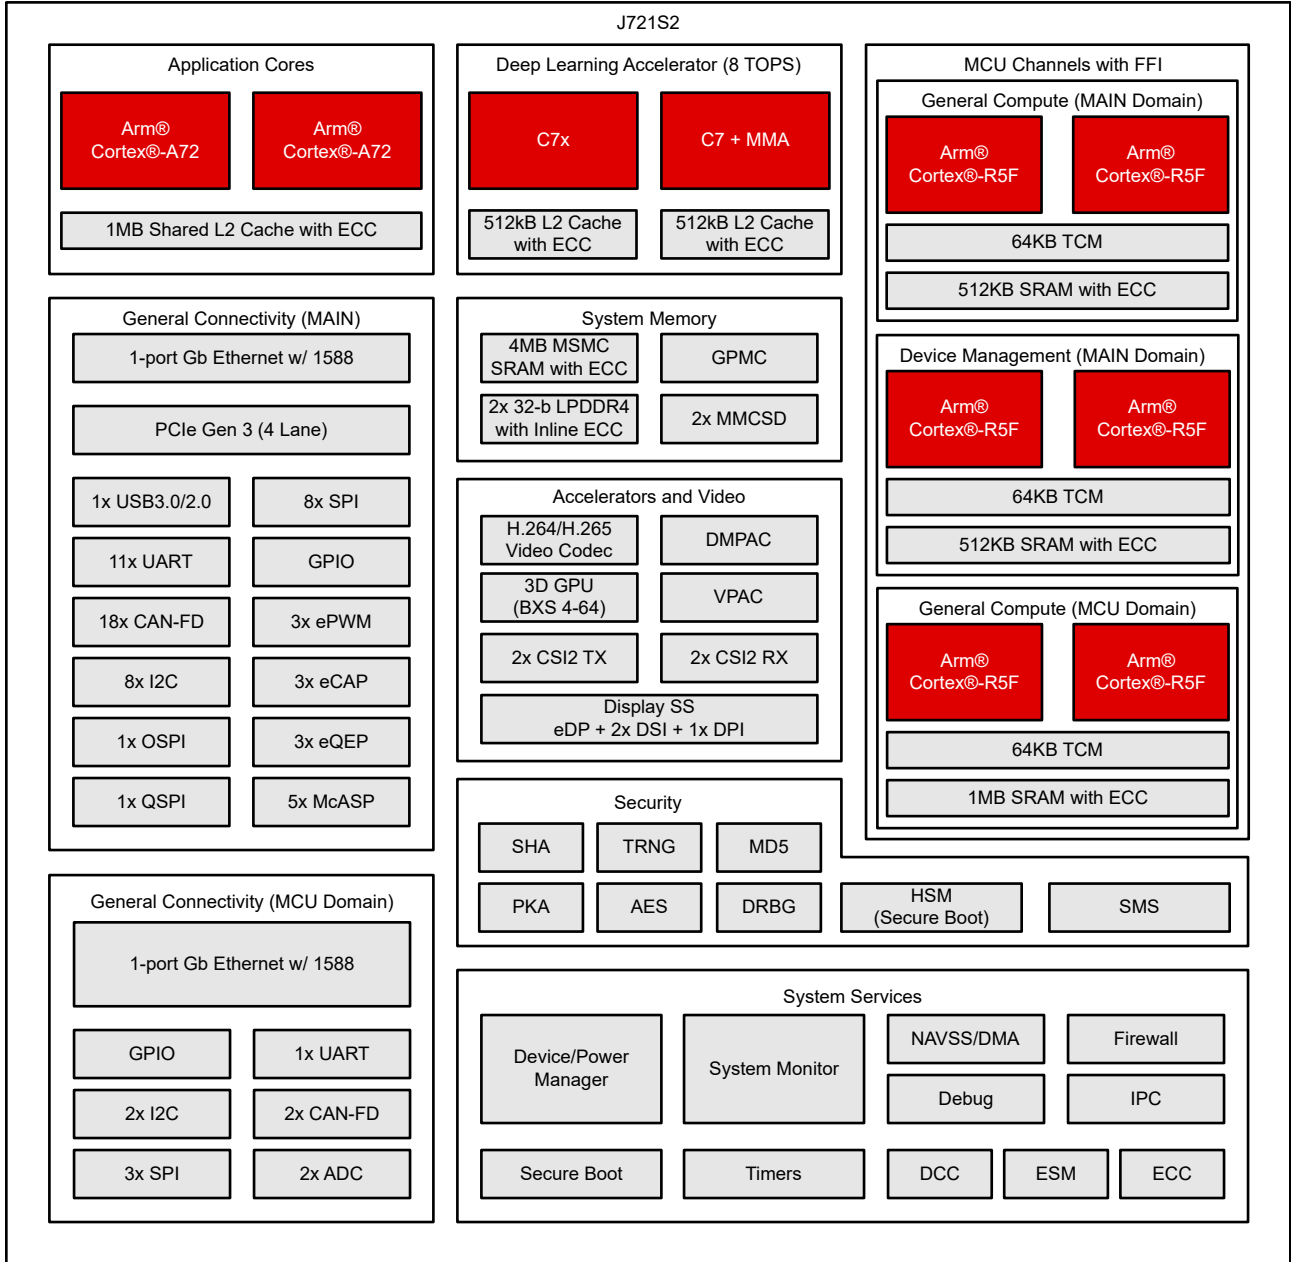 J721S2
Application Cores
Arm®
Cortex®-A72
Arm®
Cortex®-A72
1MB Shared L2 Cache with ECC
Deep Learning Accelerator (8 TOPS)
C7x
C7 + MMA
512kB L2 Cache
with ECC
512kB L2 Cache
with ECC
MCU Channels with FFI
General Compute (MAIN Domain)
Arm®
Cortex®-R5F
Arm®
Cortex®-R5F
64KB TCM
512KB SRAM with ECC
Device Management (MAIN Domain)
Arm®
Cortex®-R5F
Arm®
Cortex®-R5F
64KB TCM
512KB SRAM with ECC
General Compute (MCU Domain)
Arm®
Cortex®-R5F
Arm®
Cortex®-R5F
64KB TCM
1MB SRAM with ECC
General Connectivity (MAIN)
1-port Gb Ethernet w/ 1588
PCIe Gen 3 (4 Lane)
1x USB3.0/2.0
8x SPI
11x UART
GPIO
18x CAN-FD
3x ePWM
8x I2C
3x eCAP
1x OSPI
3x eQEP
1x QSPI
5x McASP
System Memory
4MB MSMC
SRAM with ECC
GPMC
2x 32-b LPDDR4
with Inline ECC
2x MMCSD
Accelerators and Video
H.264/H.265
Video Codec
DMPAC
3D GPU
(BXS 4-64)
VPAC
2x CSI2 TX
2x CSI2 RX
Display SS
eDP + 2x DSI + 1x DPI
Security
SHA
TRNG
MD5
PKA
AES
DRBG
HSM
(Secure Boot)
SMS
General Connectivity (MCU Domain)
1-port Gb Ethernet w/ 1588
GPIO
1x UART
2x I2C
2x CAN-FD
3x SPI
2x ADC
System Services
Device/Power
Manager
System Monitor
NAVSS/DMA
Firewall
Debug
IPC
Secure Boot
Timers
DCC
ESM
ECC